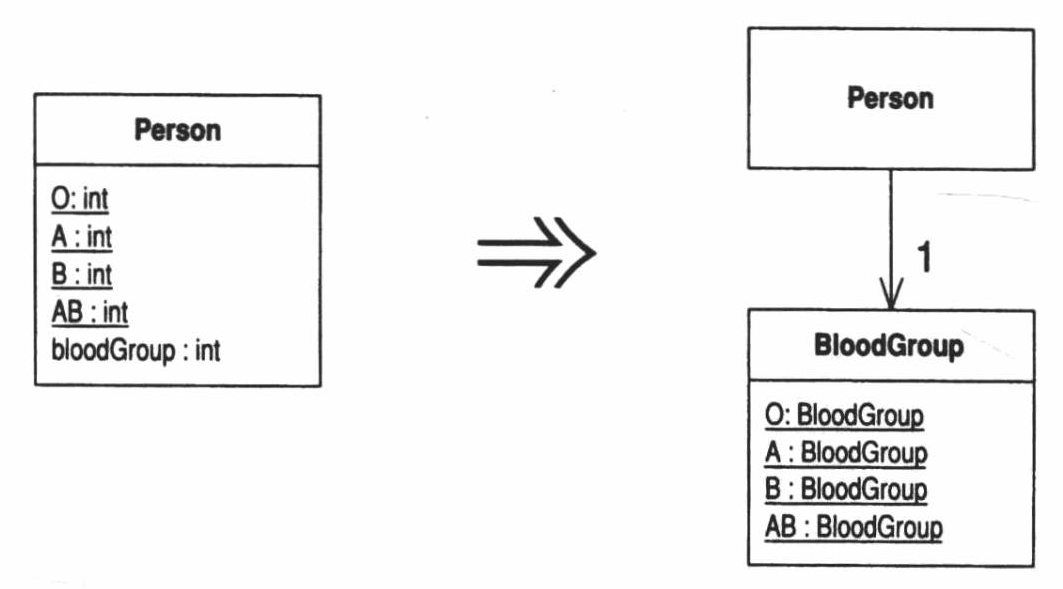 Person
O: int
A : int
B : int
AB : int
bloodGroup : int
Person
1
BloodGroup
O: BloodGroup
A : BloodGroup
B : BloodGroup
AB : BloodGroup